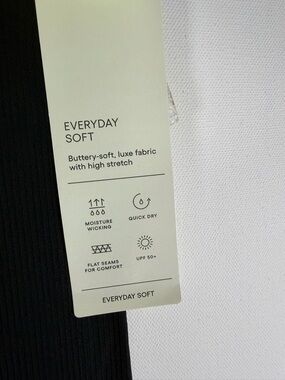 EVERYDAY
SOFT
Buttery-soft, luxe fabric
with high stretch
MOISTURE
WICKING
QUICK DRY
FLAT SEAMS
FOR COMFORT
UPF 50+
EVERYDAY SOFT